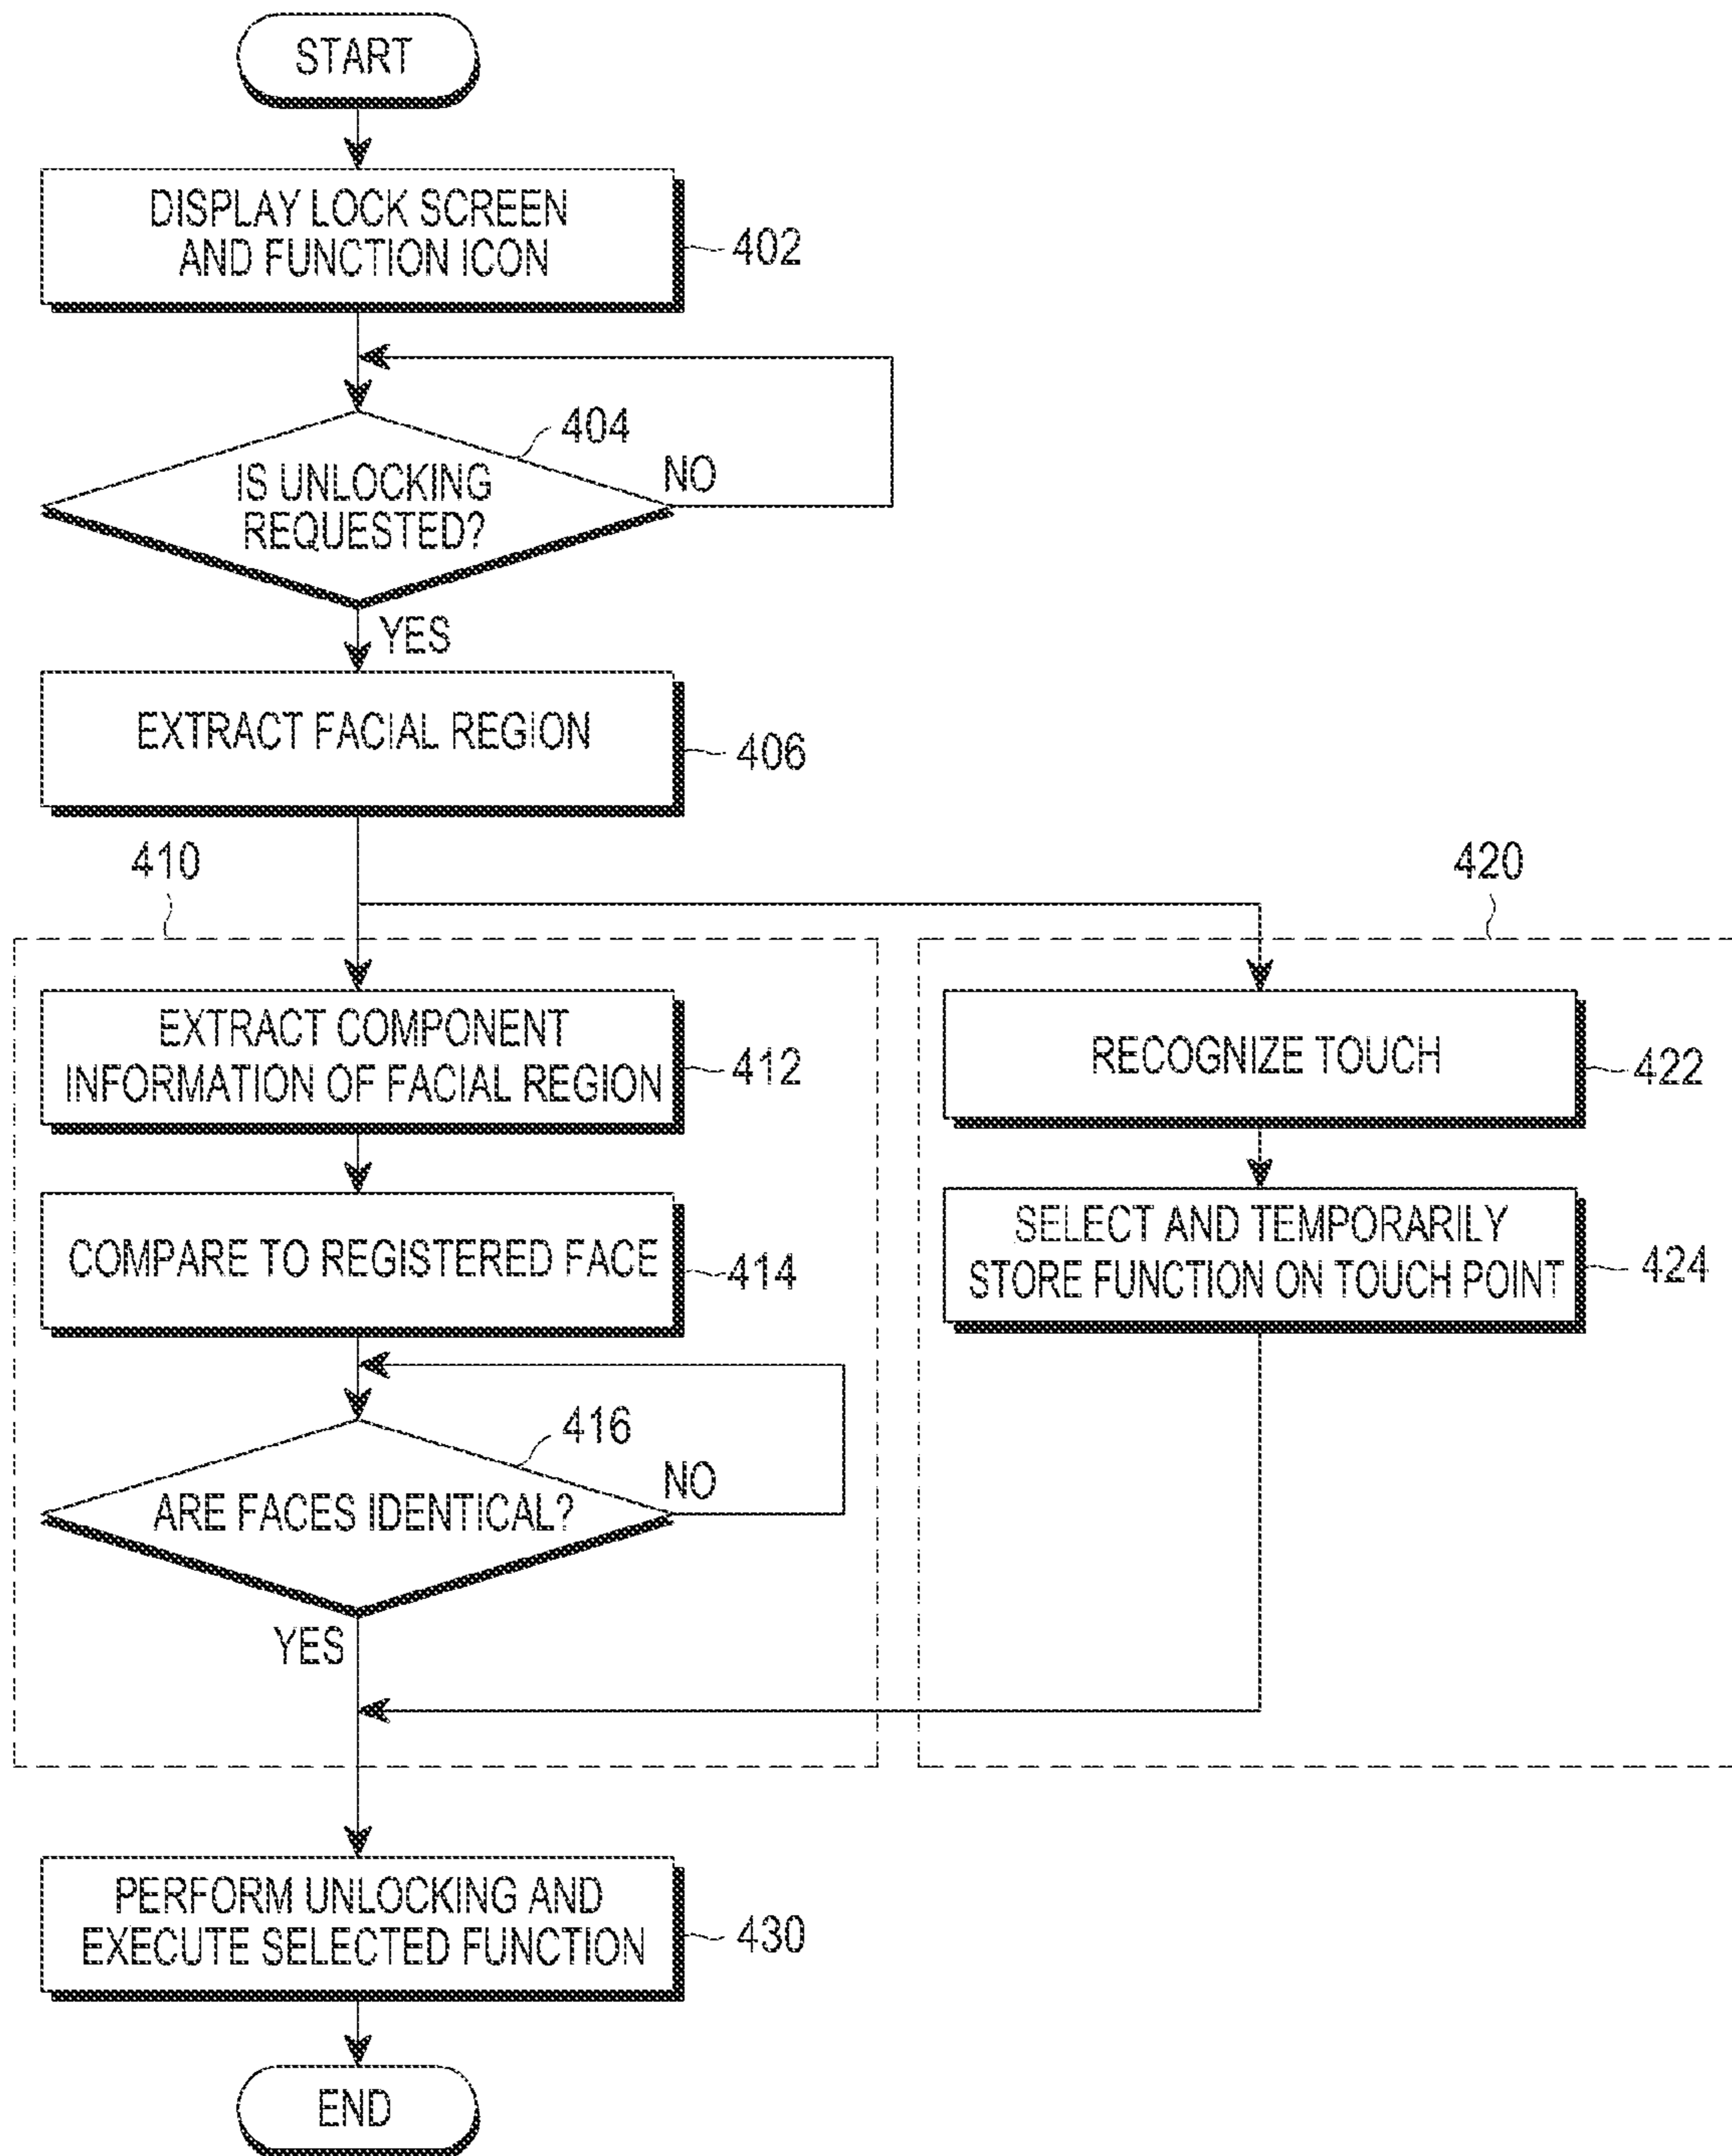 START
DISPLAY LOCK SCREEN
AND FUNCTION ICON
402
404
IS UNLOCKING
REQUESTED?
NO
YES
EXTRACT FACIAL REGION
406
410
420
EXTRACT COMPONENT
INFORMATION OF FACIAL REGION
412
RECOGNIZE TOUCH
422
COMPARE TO REGISTERED FACE
414
SELECT AND TEMPORARILY
STORE FUNCTION ON TOUCH POINT
424
416
ARE FACES IDENTICAL?
NO
YES
PERFORM UNLOCKING AND
EXECUTE SELECTED FUNCTION
430
END